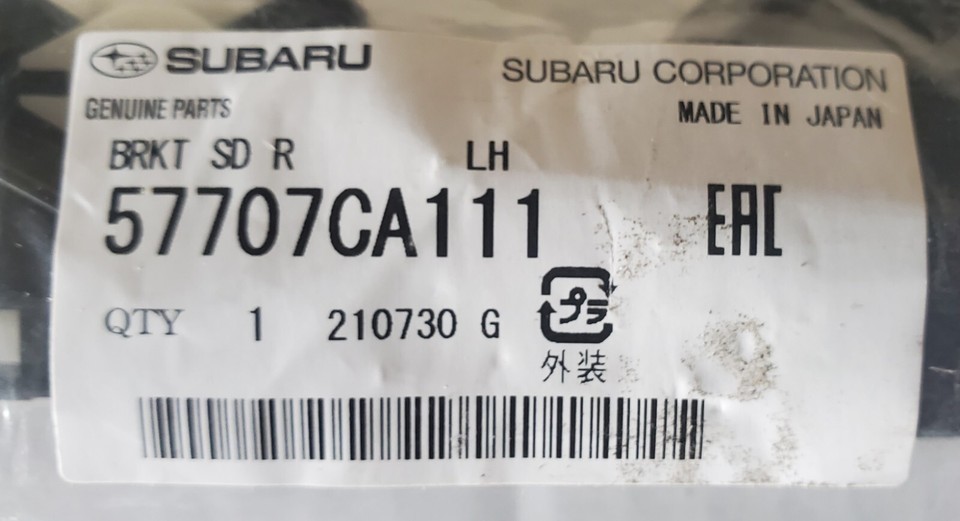 SUBARU
SUBARU CORPORATION
GENUINE PARTS
MADE IN JAPAN
BRKT SD R LH
57707CA111
EAC
QTY 1 210730 G
プラ
外装